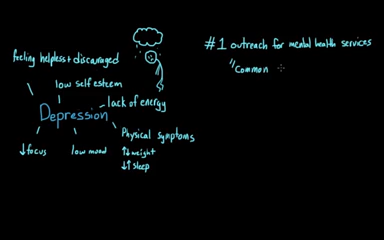 feeling helpless + discouraged
low self esteem
lack of energy
Depression
↓ focus
low mood
Physical symptoms
↑↓ weight
↓↑ sleep
#1 outreach for mental health services
"Common